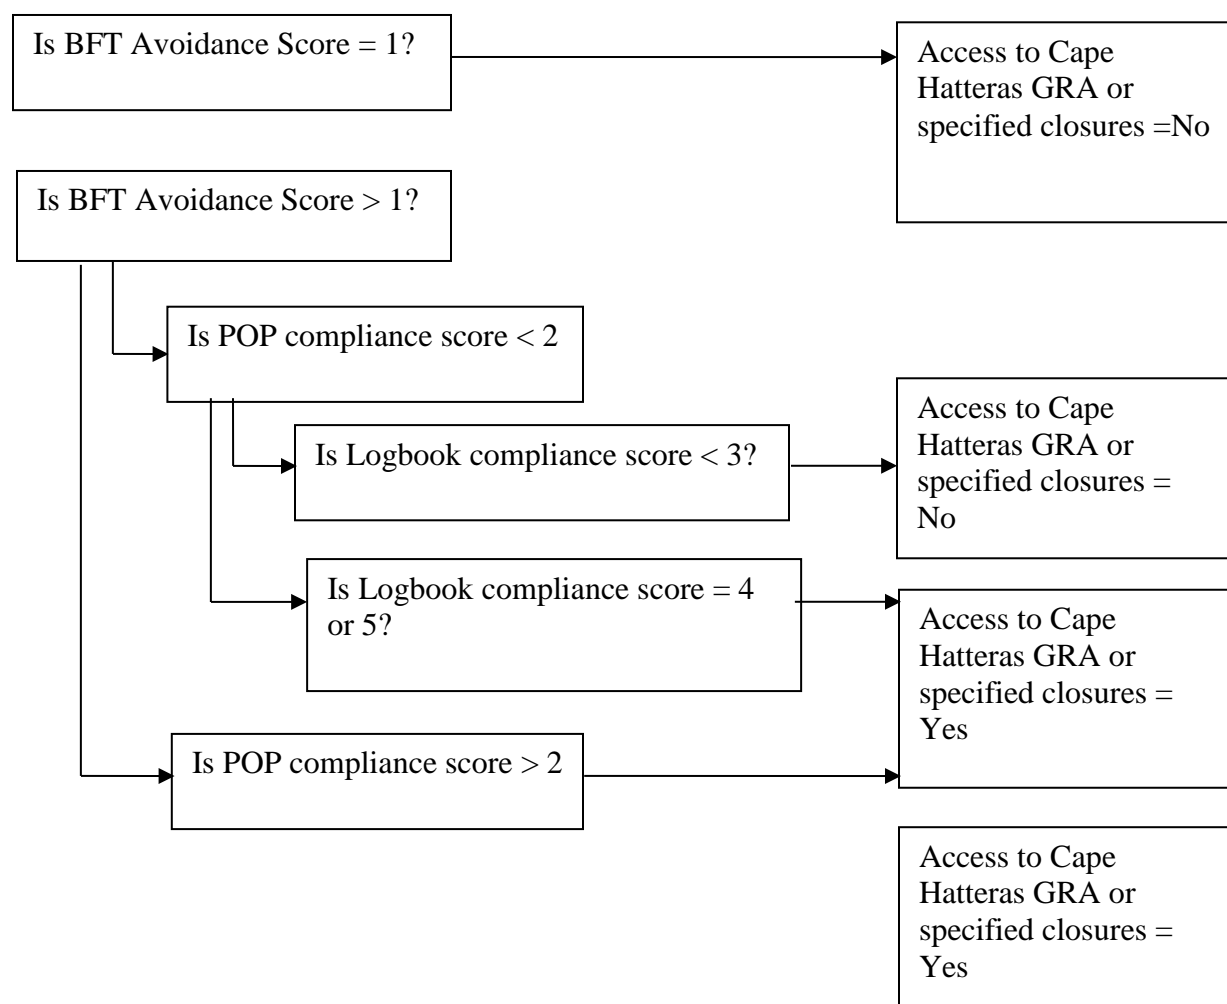 Is BFT Avoidance Score = 1?
Access to Cape
Hatteras GRA or
specified closures =No
Is BFT Avoidance Score > 1?
Is POP compliance score < 2
Is Logbook compliance score < 3?
Access to Cape
Hatteras GRA or
specified closures =
No
Is Logbook compliance score = 4
or 5?
Access to Cape
Hatteras GRA or
specified closures =
Yes
Is POP compliance score > 2
Access to Cape
Hatteras GRA or
specified closures =
Yes